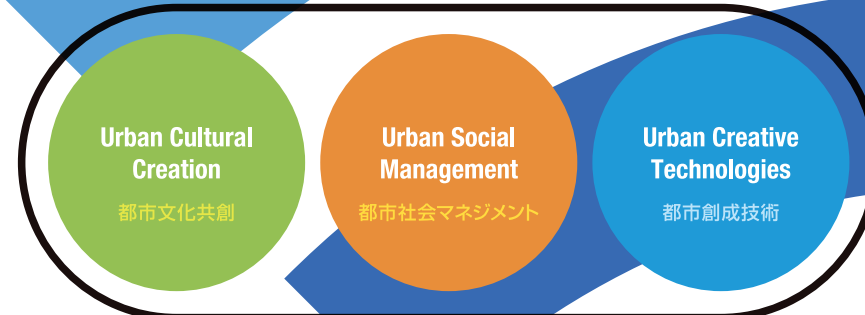 Urban Cultural
Creation
都市文化共創
Urban Social
Management
都市社会マネジメント
Urban Creative
Technologies
都市創成技術